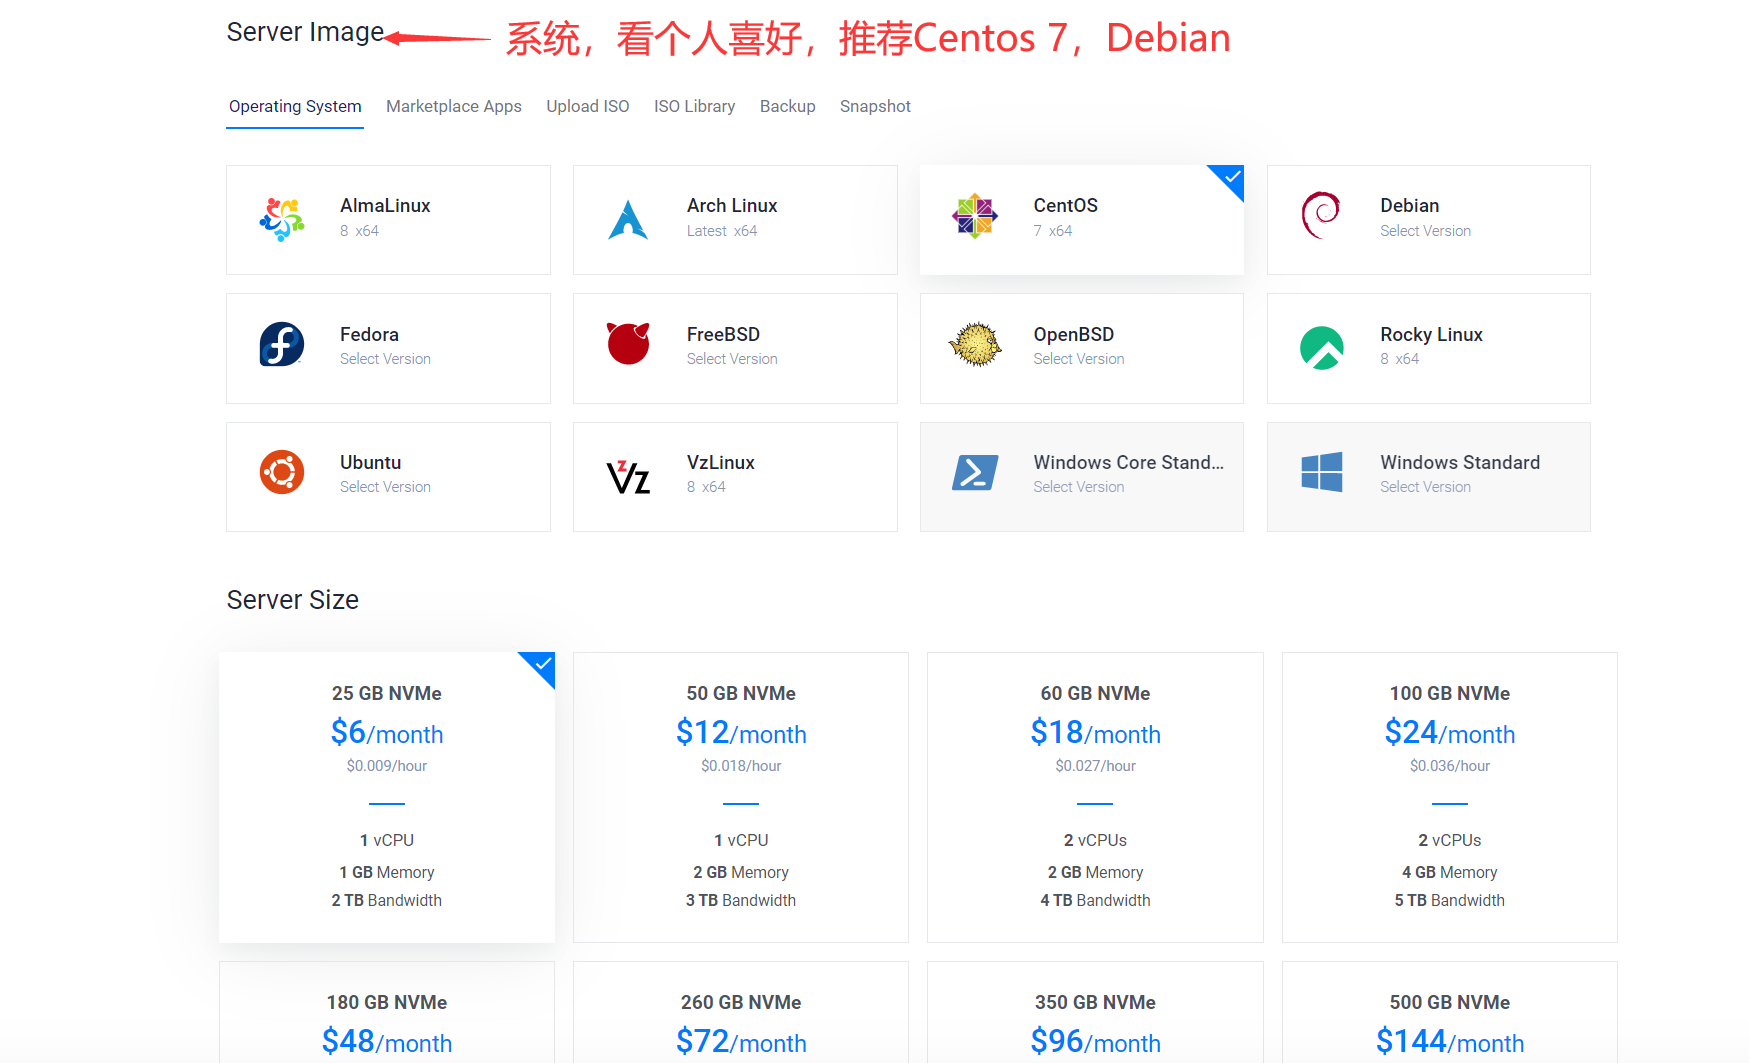 Server Image
系统，看个人喜好，推荐Centos 7，Debian
Operating System Marketplace Apps Upload ISO ISO Library Backup Snapshot
AlmaLinux
8 x64
Arch Linux
Latest x64
CentOS
7 x64
Debian
Select Version
Fedora
Select Version
FreeBSD
Select Version
OpenBSD
Select Version
Rocky Linux
8 x64
Ubuntu
Select Version
VzLinux
8 x64
Windows Core Stand...
Select Version
Windows Standard
Select Version
Server Size
25 GB NVMe
$6/month
$0.009/hour
1 vCPU
1 GB Memory
2 TB Bandwidth
50 GB NVMe
$12/month
$0.018/hour
1 vCPU
2 GB Memory
3 TB Bandwidth
60 GB NVMe
$18/month
$0.027/hour
2 vCPUs
2 GB Memory
4 TB Bandwidth
100 GB NVMe
$24/month
$0.036/hour
2 vCPUs
4 GB Memory
5 TB Bandwidth
180 GB NVMe
$48/month
260 GB NVMe
$72/month
350 GB NVMe
$96/month
500 GB NVMe
$144/month